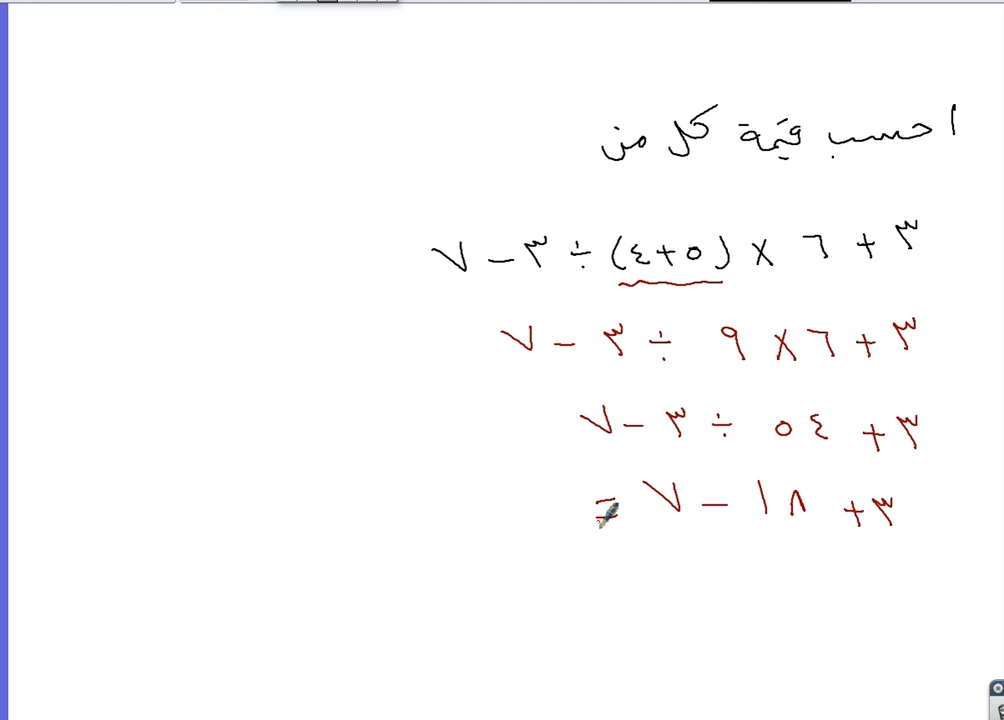 احسب قيمة كل من
٣ + ٦ × (٥+٤) ÷ ٣ – ٧
٣ + ٦ × ٩ ÷ ٣ – ٧
٣ + ٥٤ ÷ ٣ – ٧
٣ + ١٨ – ٧ =